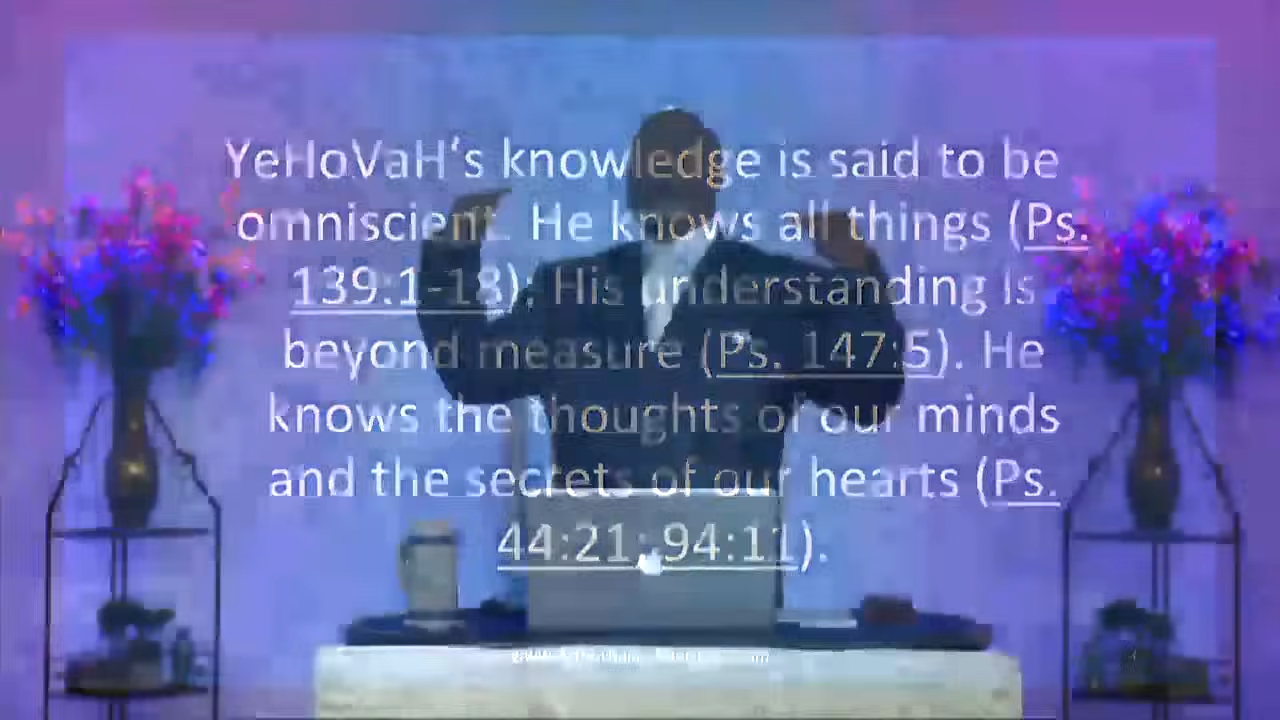 YeHoVaH's knowledge is said to be
omniscient. He knows all things (Ps.
139:1-18); His understanding is
beyond measure (Ps. 147:5). He
knows the thoughts of our minds
and the secrets of our hearts (Ps.
44:21; 94:11).